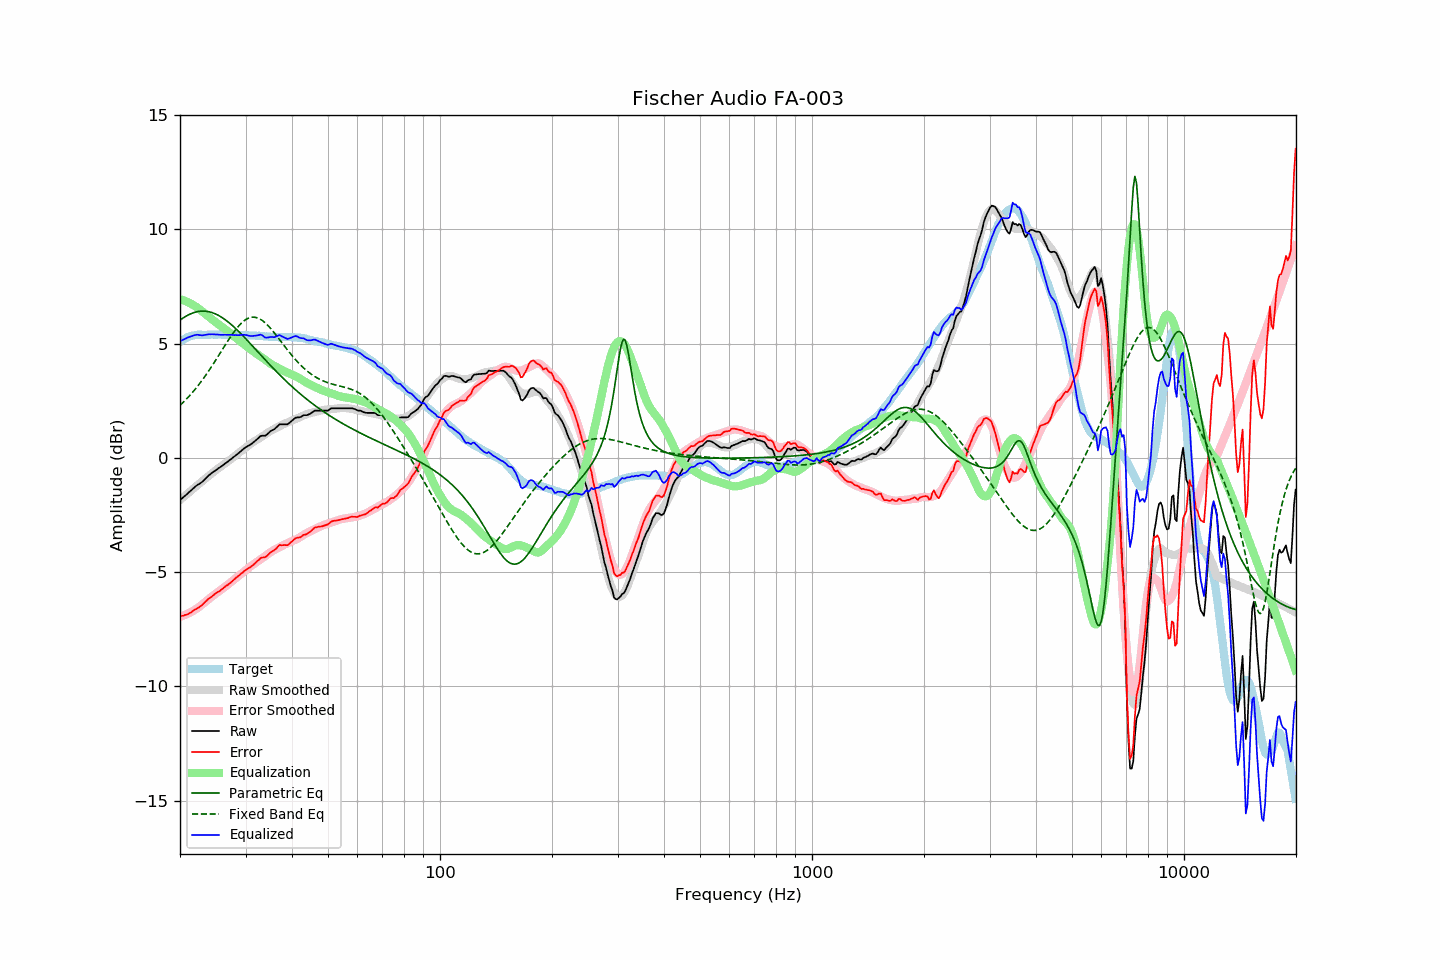 Fischer Audio FA-003
15
10
5
0
−5
−10
−15
Amplitude (dBr)
Target
Raw Smoothed
Error Smoothed
Raw
Error
Equalization
Parametric Eq
Fixed Band Eq
Equalized
100
1000
10000
Frequency (Hz)